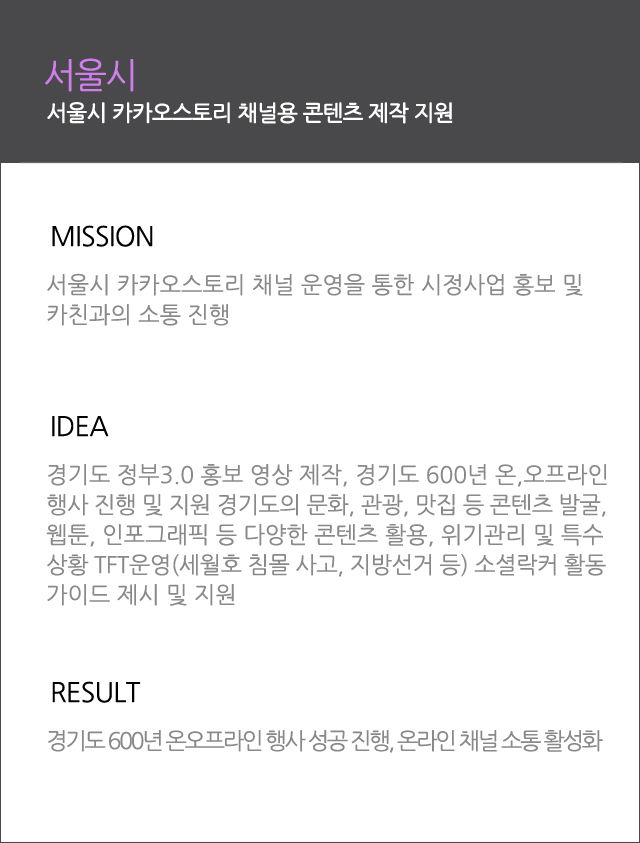 서울시
서울시 카카오스토리 채널용 콘텐츠 제작 지원
MISSION
서울시 카카오스토리 채널 운영을 통한 시정사업 홍보 및
카친과의 소통 진행
IDEA
경기도 정부3.0 홍보 영상 제작, 경기도 600년 온,오프라인
행사 진행 및 지원 경기도의 문화, 관광, 맛집 등 콘텐츠 발굴,
웹툰, 인포그래픽 등 다양한 콘텐츠 활용, 위기관리 및 특수
상황 TFT운영(세월호 침몰 사고, 지방선거 등) 소셜락커 활동
가이드 제시 및 지원
RESULT
경기도 600년 온오프라인 행사 성공 진행, 온라인 채널 소통 활성화